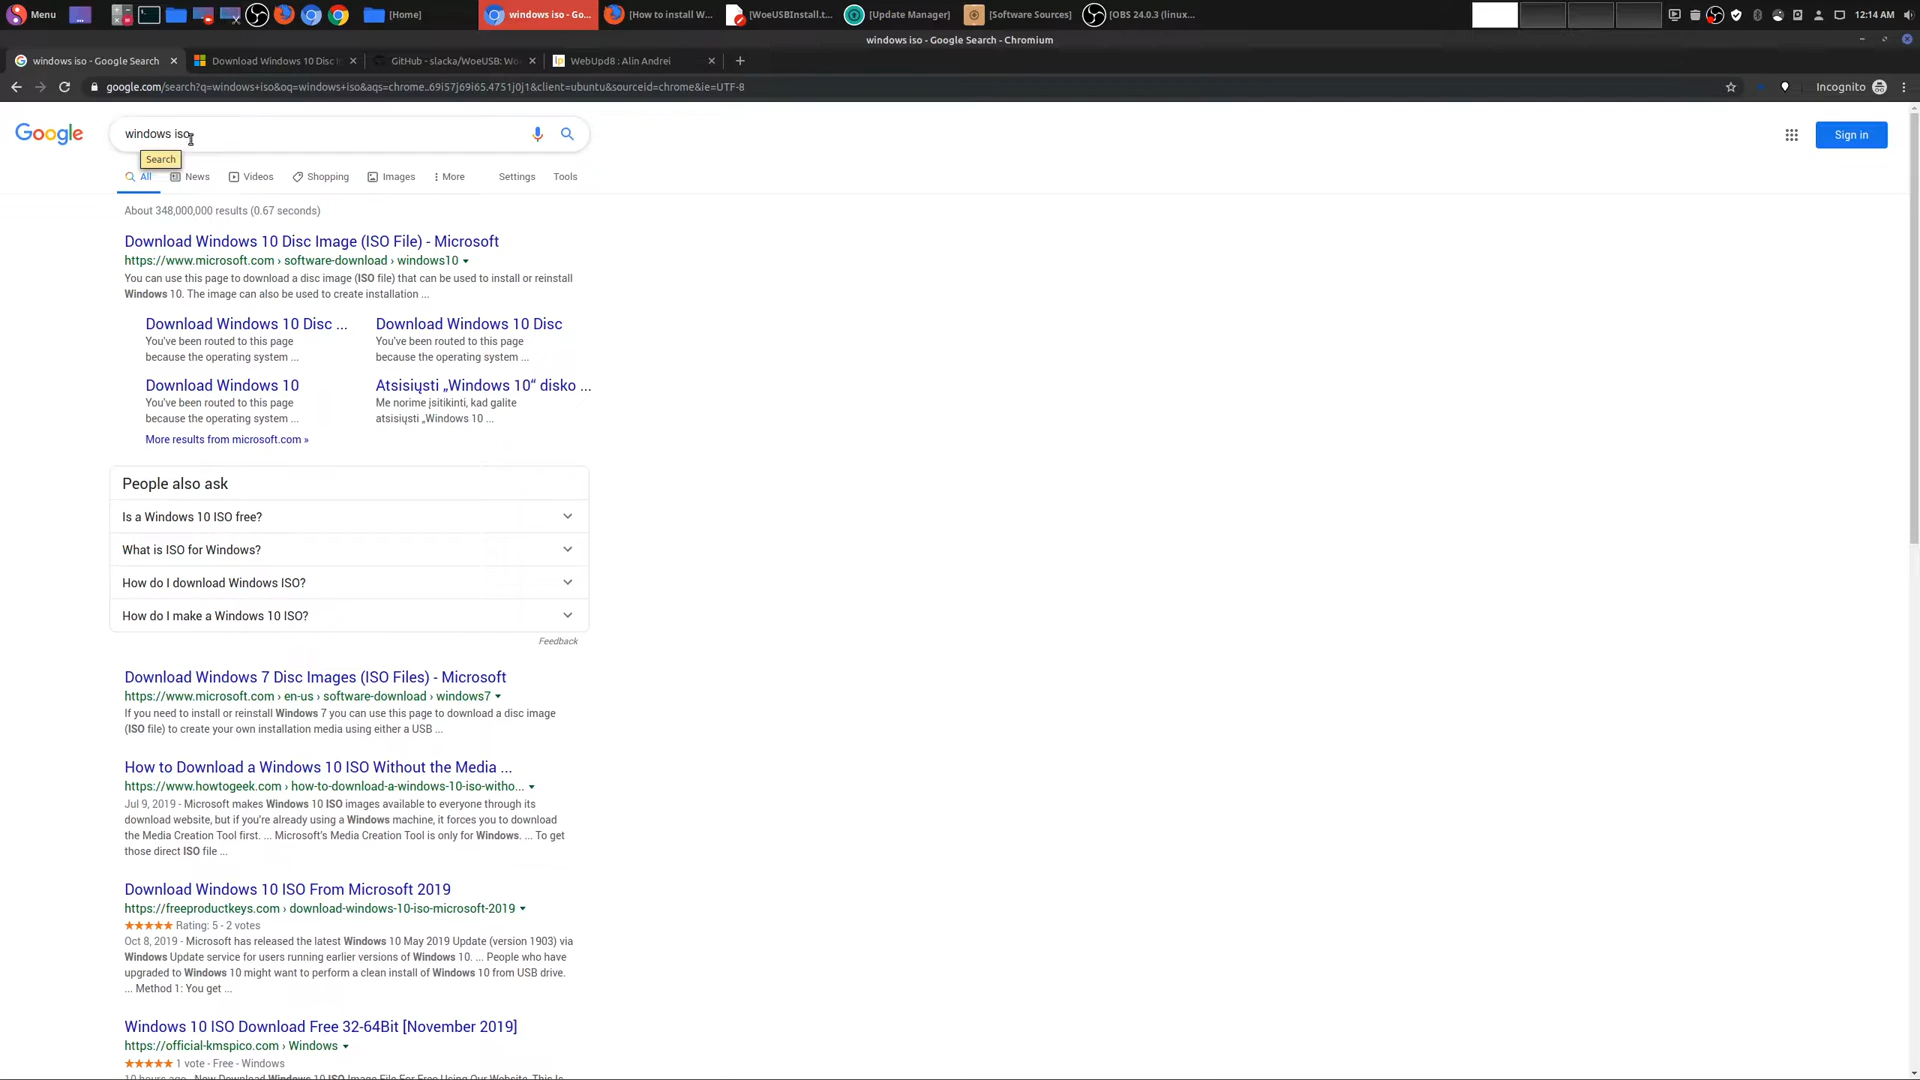 Menu
[Home]
windows iso - Go...
[How to install W...
[WoeUSBInstall.t...
[Update Manager]
[Software Sources]
[OBS 24.0.3 (linux...
12:14 AM
windows iso - Google Search - Chromium
windows iso - Google Search
Download Windows 10 Disc I
GitHub - slacka/WoeUSB: Wo
WebUpd8 : Alin Andrei
google.com/search?q=windows+iso&oq=windows+iso&aqs=chrome..69i57j69i65.4751j0j1&client=ubuntu&sourceid=chrome&ie=UTF-8
Incognito
Google
windows iso
Sign in
Search
All
News
Videos
Shopping
Images
More
Settings
Tools
About 348,000,000 results (0.67 seconds)
Download Windows 10 Disc Image (ISO File) - Microsoft
https://www.microsoft.com › software-download › windows10
You can use this page to download a disc image (ISO file) that can be used to install or reinstall
Windows 10. The image can also be used to create installation ...
Download Windows 10 Disc ...
You've been routed to this page
because the operating system ...
Download Windows 10 Disc
You've been routed to this page
because the operating system ...
Download Windows 10
You've been routed to this page
because the operating system ...
Atsisiųsti „Windows 10“ disko ...
Me norime įsitikinti, kad galite
atsisiųsti „Windows 10 ...
More results from microsoft.com »
People also ask
Is a Windows 10 ISO free?
What is ISO for Windows?
How do I download Windows ISO?
How do I make a Windows 10 ISO?
Feedback
Download Windows 7 Disc Images (ISO Files) - Microsoft
https://www.microsoft.com › en-us › software-download › windows7
If you need to install or reinstall Windows 7 you can use this page to download a disc image
(ISO file) to create your own installation media using either a USB ...
How to Download a Windows 10 ISO Without the Media ...
https://www.howtogeek.com › how-to-download-a-windows-10-iso-witho...
Jul 9, 2019 - Microsoft makes Windows 10 ISO images available to everyone through its
download website, but if you're already using a Windows machine, it forces you to download
the Media Creation Tool first. ... Microsoft's Media Creation Tool is only for Windows. ... To get
those direct ISO file ...
Download Windows 10 ISO From Microsoft 2019
https://freeproductkeys.com › download-windows-10-iso-microsoft-2019
Rating: 5 - 2 votes
Oct 8, 2019 - Microsoft has released the latest Windows 10 May 2019 Update (version 1903) via
Windows Update service for users running earlier versions of Windows 10. ... People who have
upgraded to Windows 10 might want to perform a clean install of Windows 10 from USB drive.
... Method 1: You get ...
Windows 10 ISO Download Free 32-64Bit [November 2019]
https://official-kmspico.com › Windows
1 vote - Free - Windows
10 hours ago - New Download Windows 10 ISO Image File For Free Using Our Website. This Is